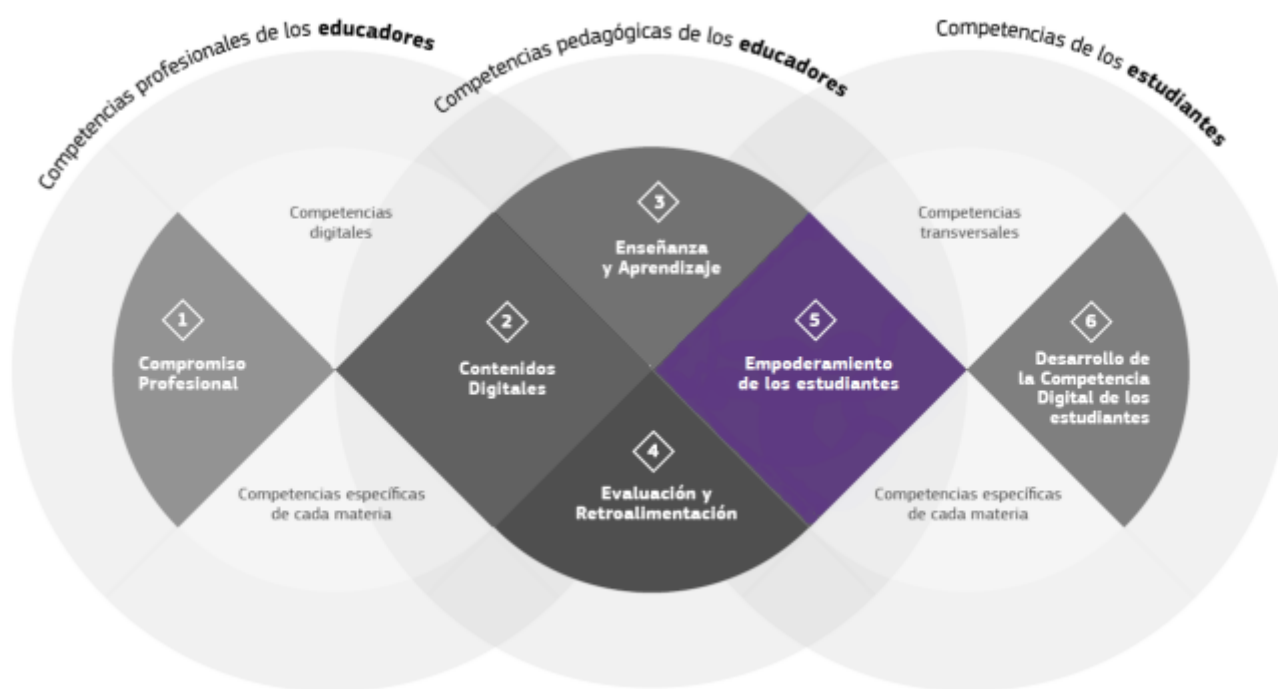 Competencias profesionales de los educadores
Competencias pedagógicas de los educadores
Competencias de los estudiantes
Competencias
digitales
3
Enseñanza
y Aprendizaje
Competencias
transversales
1
Compromiso
Profesional
2
Contenidos
Digitales
5
Empoderamiento
de los estudiantes
6
Desarrollo de
la Competencia
Digital de los
estudiantes
Competencias específicas
de cada materia
4
Evaluación y
Retroalimentación
Competencias específicas
de cada materia